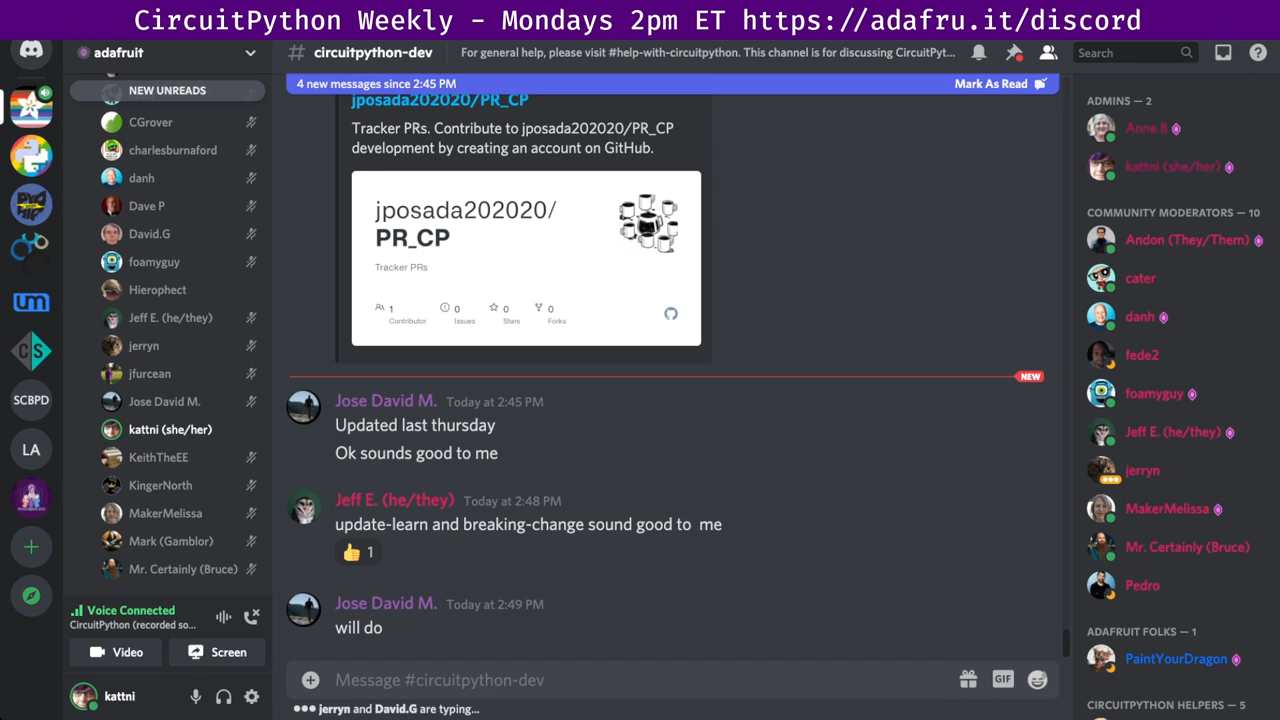 CircuitPython Weekly - Mondays 2pm ET https://adafru.it/discord
adafruit
circuitpython-dev
For general help, please visit #help-with-circuitpython. This channel is for discussing CircuitPyt...
Search
NEW UNREADS
CGrover
charlesburnaford
danh
Dave P
David.G
foamyguy
Hierophect
Jeff E. (he/they)
jerryn
jfurcean
Jose David M.
kattni (she/her)
KeithTheEE
KingerNorth
MakerMelissa
Mark (Gamblor)
Mr. Certainly (Bruce)
um
CS
SCBPD
LA
Voice Connected
CircuitPython (recorded so...
Video
Screen
kattni
4 new messages since 2:45 PM
Mark As Read
jposada202020/PR_CP
Tracker PRs. Contribute to jposada202020/PR_CP
development by creating an account on GitHub.
jposada202020/
PR_CP
Tracker PRs
1
Contributor
0
Issues
0
Stars
0
Forks
NEW
Jose David M. Today at 2:45 PM
Updated last thursday
Ok sounds good to me
Jeff E. (he/they) Today at 2:48 PM
update-learn and breaking-change sound good to me
1
Jose David M. Today at 2:49 PM
will do
Message #circuitpython-dev
GIF
jerryn and David.G are typing...
ADMINS — 2
Anne B
kattni (she/her)
COMMUNITY MODERATORS — 10
Andon (They/Them)
cater
danh
fede2
foamyguy
Jeff E. (he/they)
jerryn
MakerMelissa
Mr. Certainly (Bruce)
Pedro
ADAFRUIT FOLKS — 1
PaintYourDragon
CIRCUITPYTHON HELPERS — 5